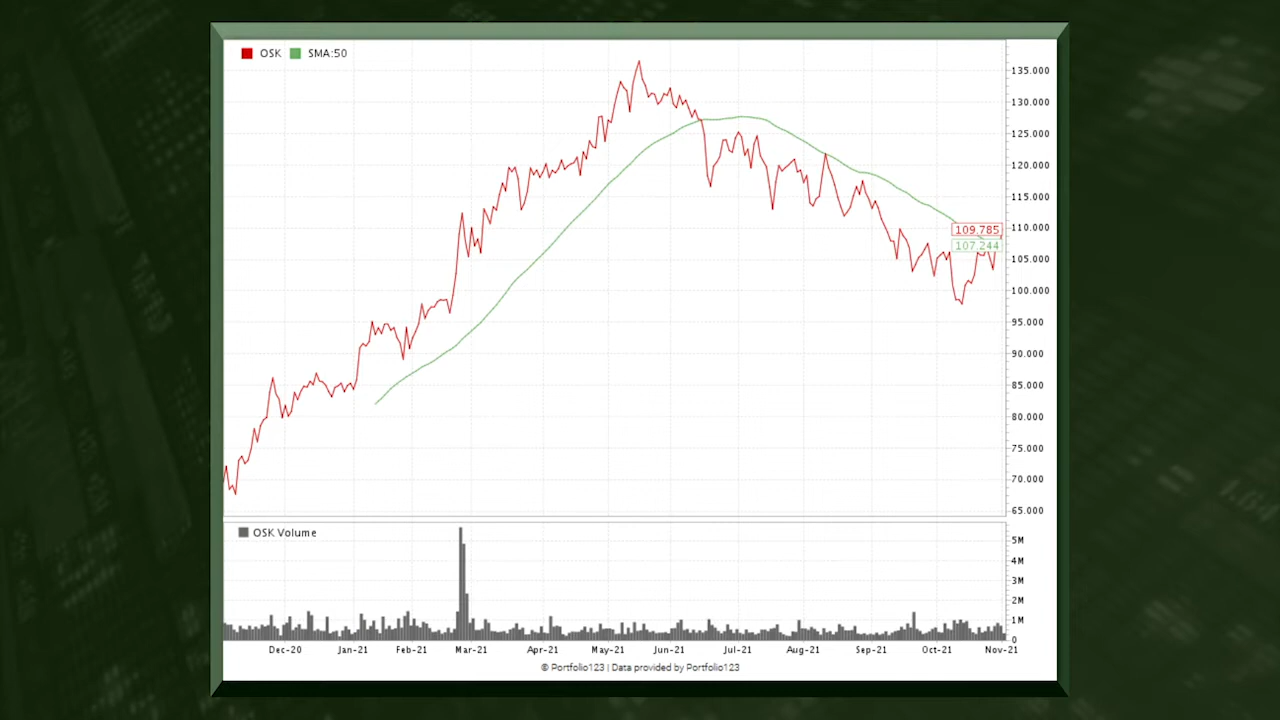 OSK SMA:50
135.000
130.000
125.000
120.000
115.000
110.000
109.785
107.244
105.000
100.000
95.000
90.000
85.000
80.000
75.000
70.000
65.000
OSK Volume
5M
4M
3M
2M
1M
0
Dec-20 Jan-21 Feb-21 Mar-21 Apr-21 May-21 Jun-21 Jul-21 Aug-21 Sep-21 Oct-21 Nov-21
© Portfolio123 | Data provided by Portfolio123